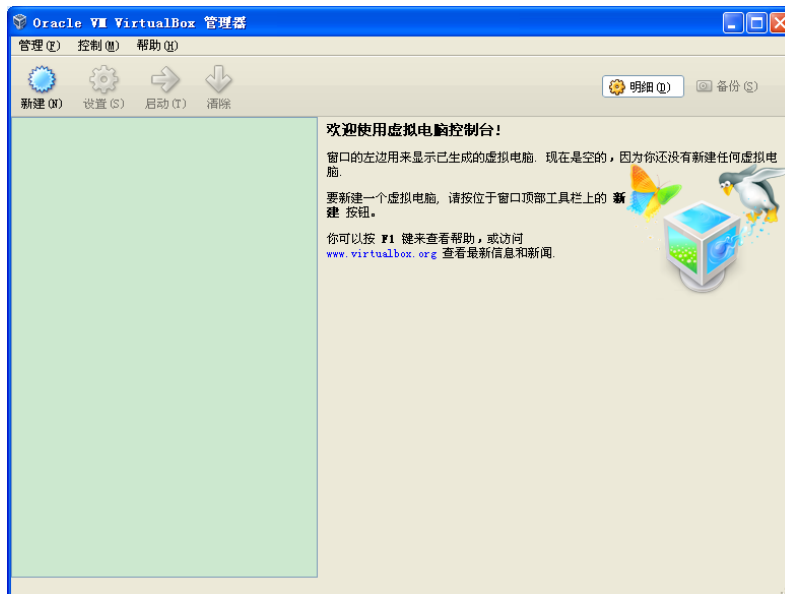 Oracle VM VirtualBox 管理器
管理(F) 控制(M) 帮助(H)
新建(N) 设置(S) 启动(T) 清除 明细(D) 备份(S)
欢迎使用虚拟电脑控制台!
窗口的左边用来显示已生成的虚拟电脑. 现在是空的,因为你还没有新建任何虚拟电
脑.
要新建一个虚拟电脑, 请按位于窗口顶部工具栏上的 新
建 按钮。
你可以按 F1 键来查看帮助,或访问
www.virtualbox.org 查看最新信息和新闻.